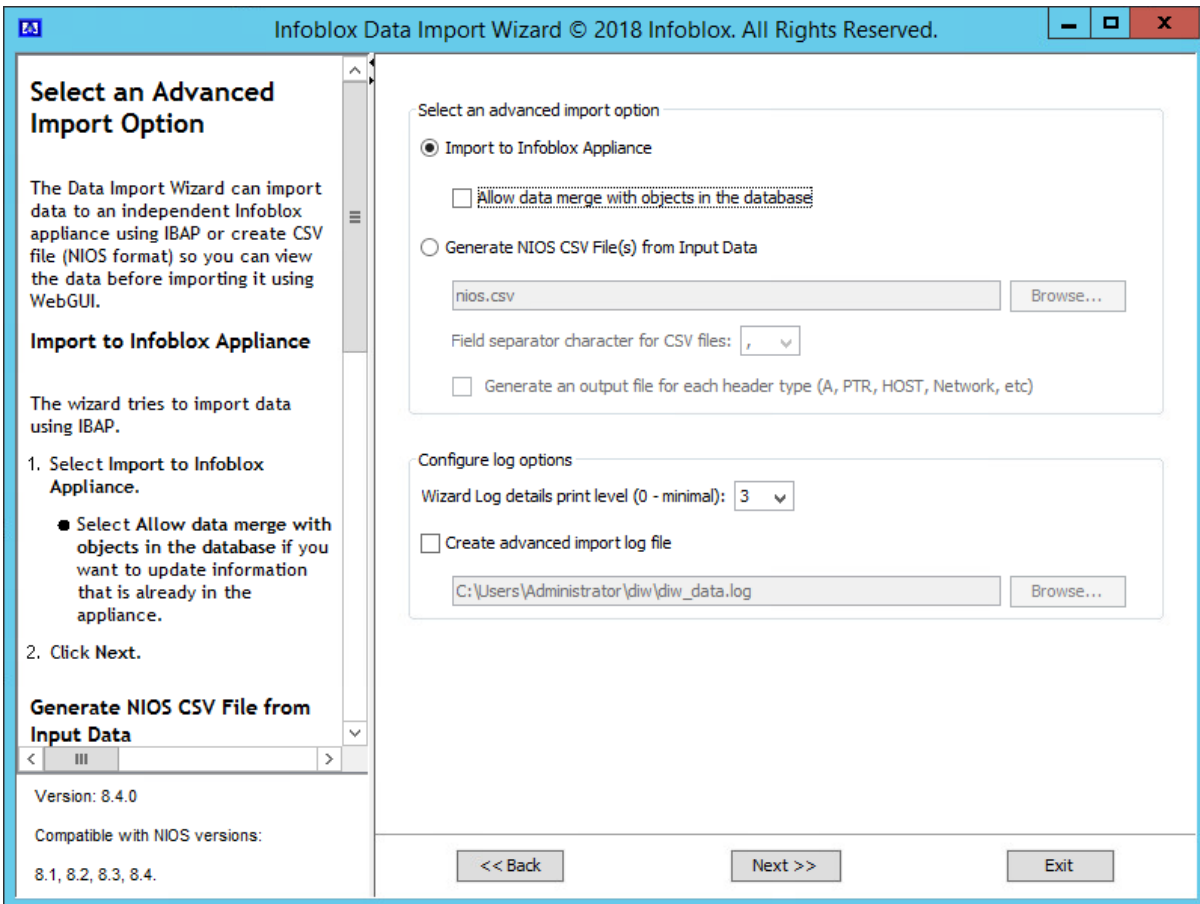 Infoblox Data Import Wizard © 2018 Infoblox. All Rights Reserved.
Select an Advanced
Import Option
The Data Import Wizard can import
data to an independent Infoblox
appliance using IBAP or create CSV
file (NIOS format) so you can view
the data before importing it using
WebGUI.
Import to Infoblox Appliance
The wizard tries to import data
using IBAP.
1. Select Import to Infoblox
Appliance.
● Select Allow data merge with
objects in the database if you
want to update information
that is already in the
appliance.
2. Click Next.
Generate NIOS CSV File from
Input Data
Version: 8.4.0
Compatible with NIOS versions:
8.1, 8.2, 8.3, 8.4.
Select an advanced import option
Import to Infoblox Appliance
Allow data merge with objects in the database
Generate NIOS CSV File(s) from Input Data
nios.csv Browse...
Field separator character for CSV files: ,
Generate an output file for each header type (A, PTR, HOST, Network, etc)
Configure log options
Wizard Log details print level (0 - minimal): 3
Create advanced import log file
C:\Users\Administrator\diw\diw_data.log Browse...
<< Back Next >> Exit